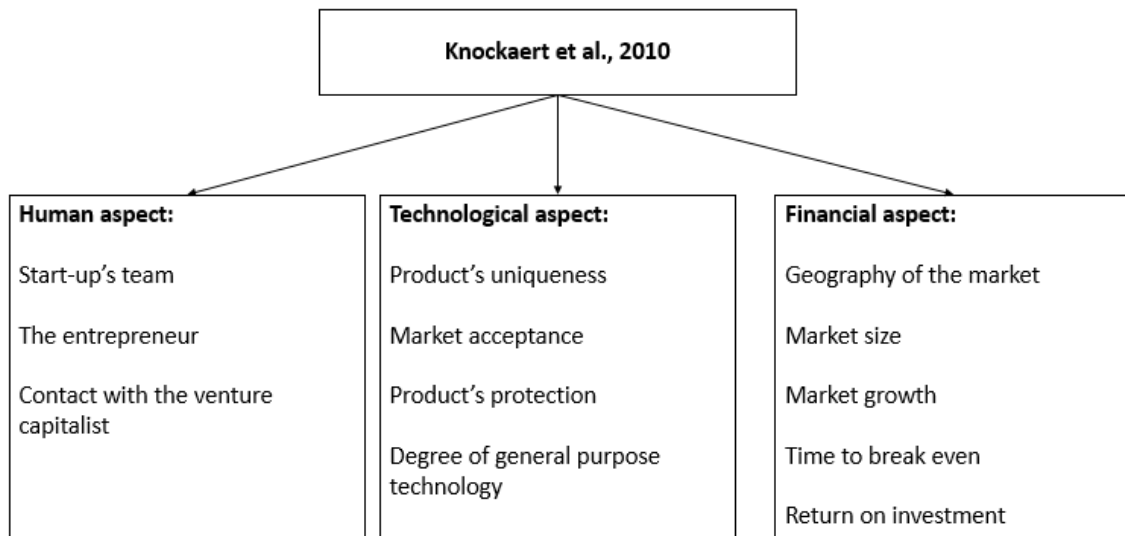 Knockaert et al., 2010
Human aspect:
Start-up's team
The entrepreneur
Contact with the venture
capitalist
Technological aspect:
Product's uniqueness
Market acceptance
Product's protection
Degree of general purpose
technology
Financial aspect:
Geography of the market
Market size
Market growth
Time to break even
Return on investment